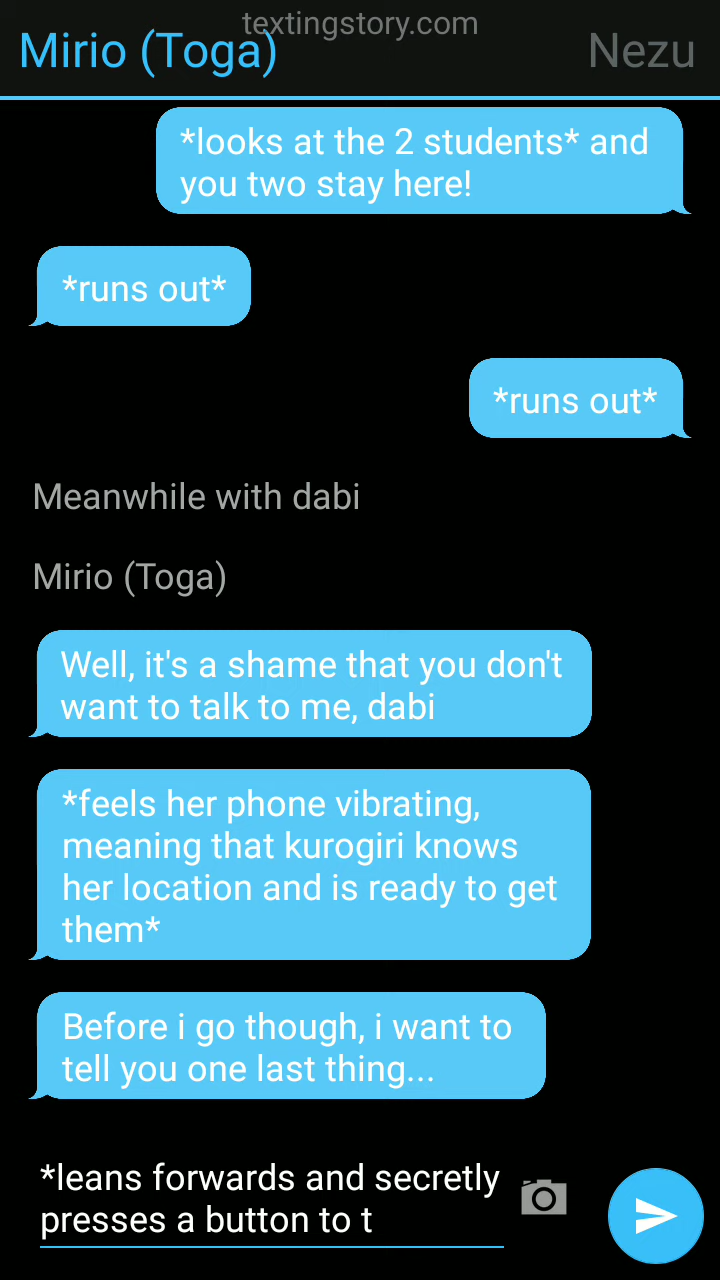 textingstory.com
Mirio (Toga)
Nezu
*looks at the 2 students* and
you two stay here!
*runs out*
*runs out*
Meanwhile with dabi
Mirio (Toga)
Well, it's a shame that you don't
want to talk to me, dabi
*feels her phone vibrating,
meaning that kurogiri knows
her location and is ready to get
them*
Before i go though, i want to
tell you one last thing...
*leans forwards and secretly
presses a button to t